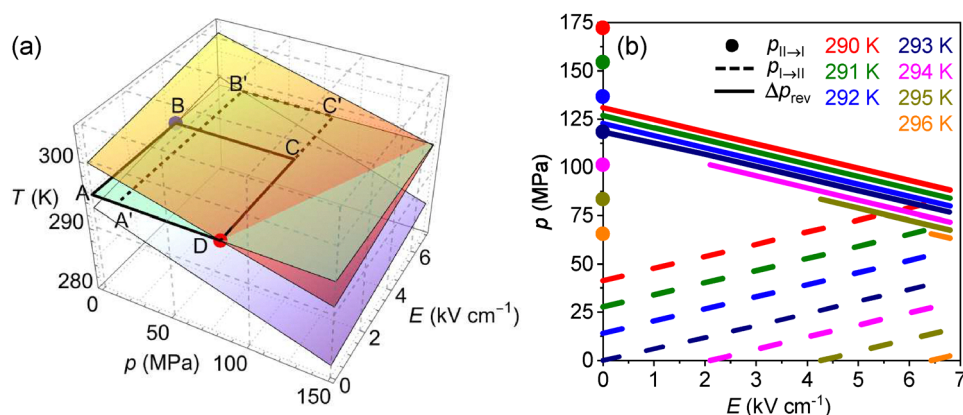 (a)
B'
C'
B
C
A
A'
D
T (K)
300
290
280
0
50
100
150
p (MPa)
0
2
4
6
E (kV cm⁻¹)
(b)
175
150
125
100
75
50
25
0
p (MPa)
p_II→I
p_I→II
Δp_rev
290 K
291 K
292 K
293 K
294 K
295 K
296 K
0 1 2 3 4 5 6 7
E (kV cm⁻¹)